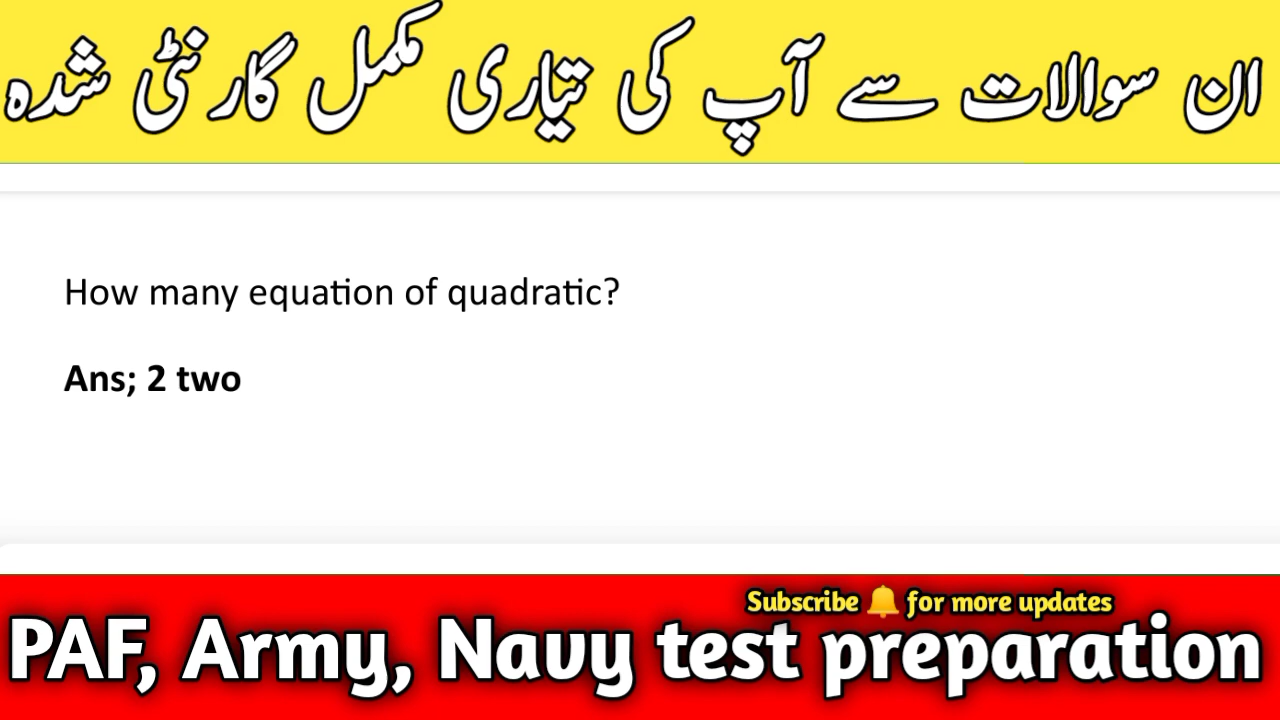 ان سوالات سے آپ کی تیاری مکمل گارنٹی شدہ
How many equation of quadratic?
Ans; 2 two
Subscribe 🔔 for more updates
PAF, Army, Navy test preparation